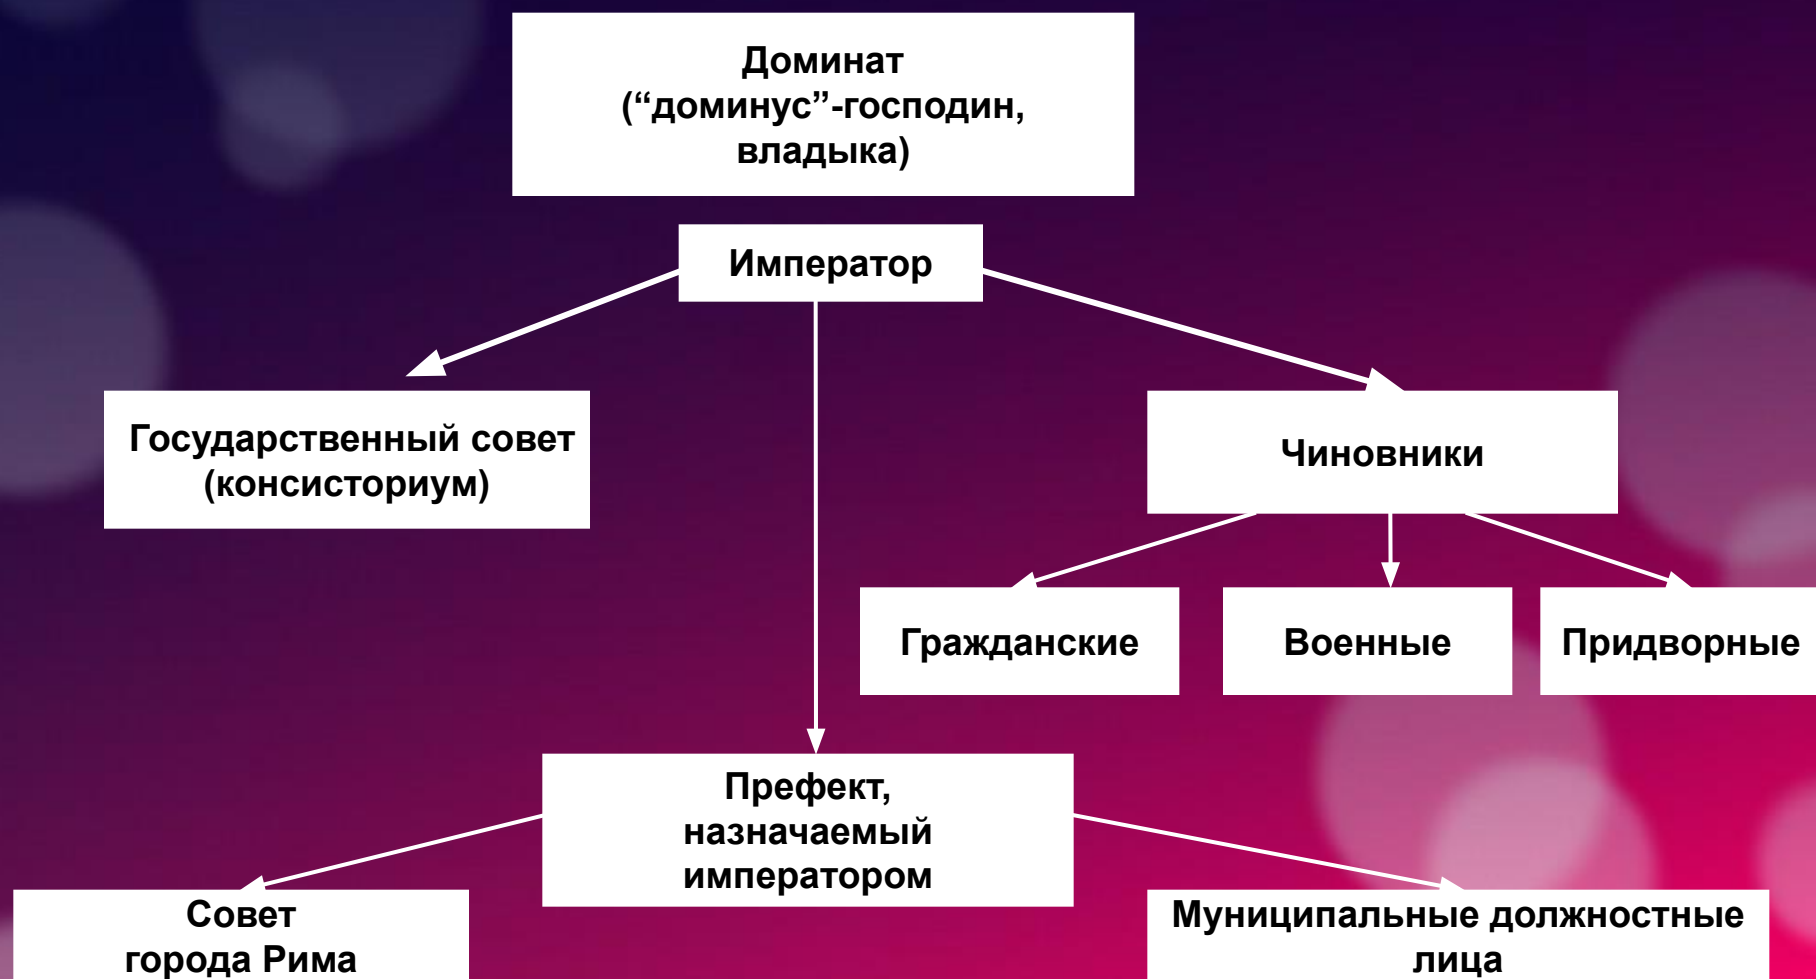 Доминат
(“доминус”-господин,
владыка)
Император
Государственный совет
(консисториум)
Чиновники
Гражданские
Военные
Придворные
Префект,
назначаемый
императором
Совет
города Рима
Муниципальные должностные
лица